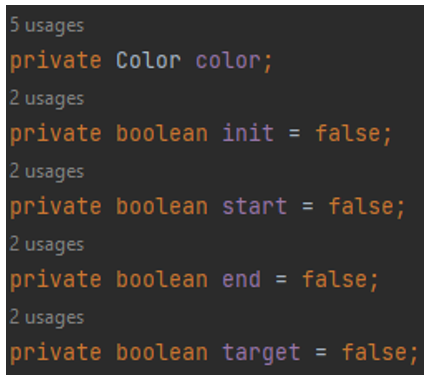 5 usages
private Color color;
2 usages
private boolean init = false;
2 usages
private boolean start = false;
2 usages
private boolean end = false;
2 usages
private boolean target = false;